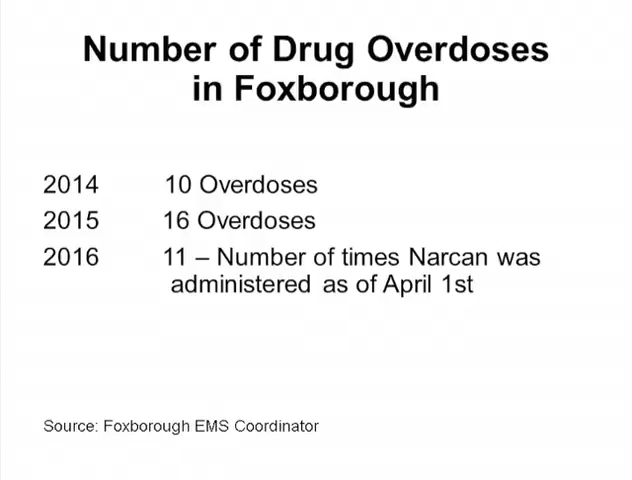 Number of Drug Overdoses
in Foxborough
2014 10 Overdoses
2015 16 Overdoses
2016 11 – Number of times Narcan was
administered as of April 1st
Source: Foxborough EMS Coordinator